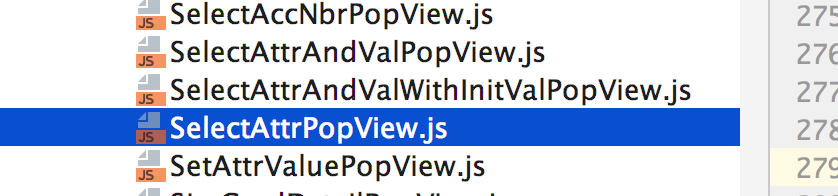 SelectAccNbrPopView.js
SelectAttrAndValPopView.js
SelectAttrAndValWithInitValPopView.js
SelectAttrPopView.js
SetAttrValuePopView.js
275
276
277
278
279